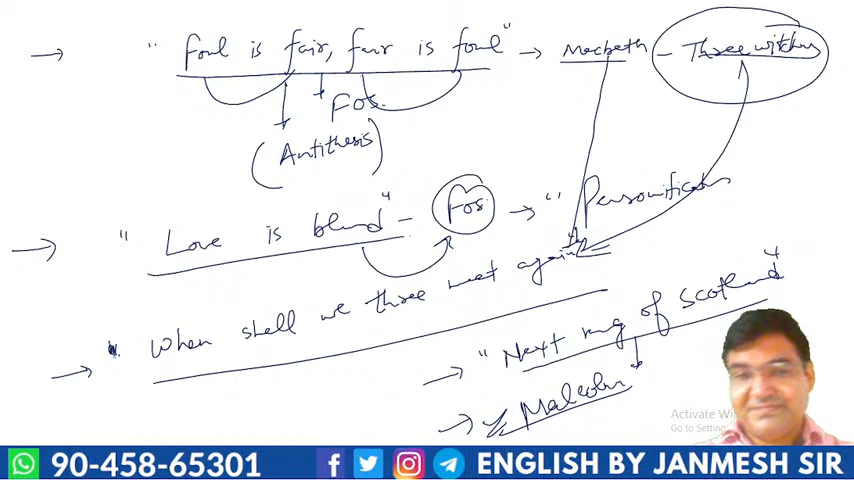 → "Foul is fair, fair is foul" → Macbeth - Three witches
FOS.
(Antithesis)
→ "Love is blind" - FOS. → "Personification
→ "When shall we three meet again"
→ "Next king of Scotland"
→ Malcolm
Activate Wi
Go to Setting
90-458-65301 ENGLISH BY JANMESH SIR